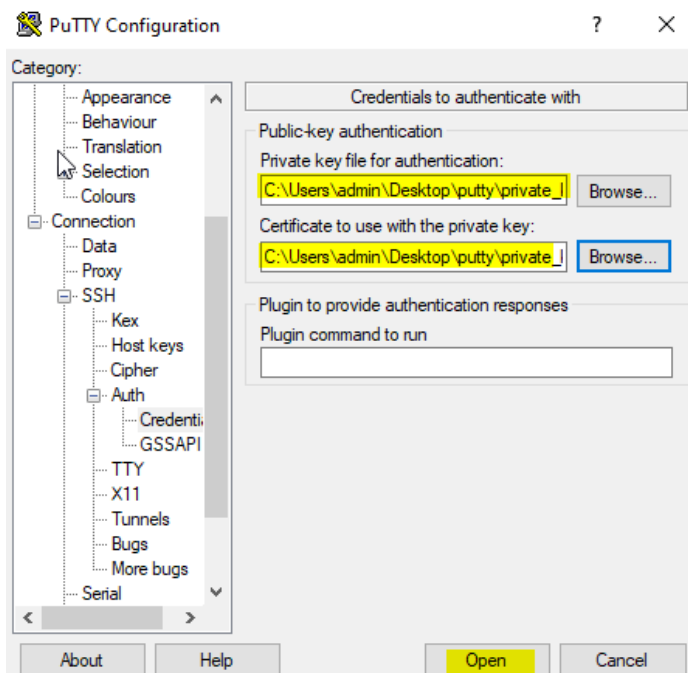 PuTTY Configuration
?
Category:
Appearance
Behaviour
Translation
Selection
Colours
Connection
Data
Proxy
SSH
Kex
Host keys
Cipher
Auth
Credenti
GSSAPI
TTY
X11
Tunnels
Bugs
More bugs
Serial
Credentials to authenticate with
Public-key authentication
Private key file for authentication:
C:\Users\admin\Desktop\putty\private_l
Browse...
Certificate to use with the private key:
C:\Users\admin\Desktop\putty\private_l
Browse...
Plugin to provide authentication responses
Plugin command to run
About
Help
Open
Cancel